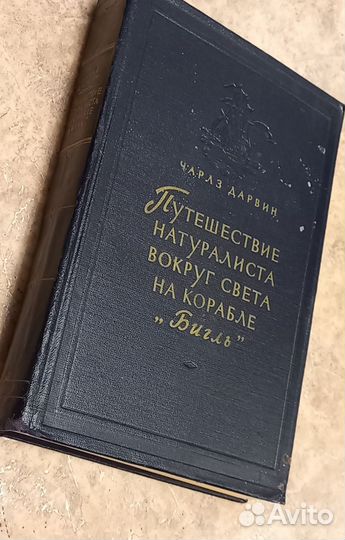 ЧАРЛЗ ДАРВИН
ПУТЕШЕСТВИЕ
НАТУРАЛИСТА
ВОКРУГ СВЕТА
НА КОРАБЛЕ
„БИГЛЬ"
Avito